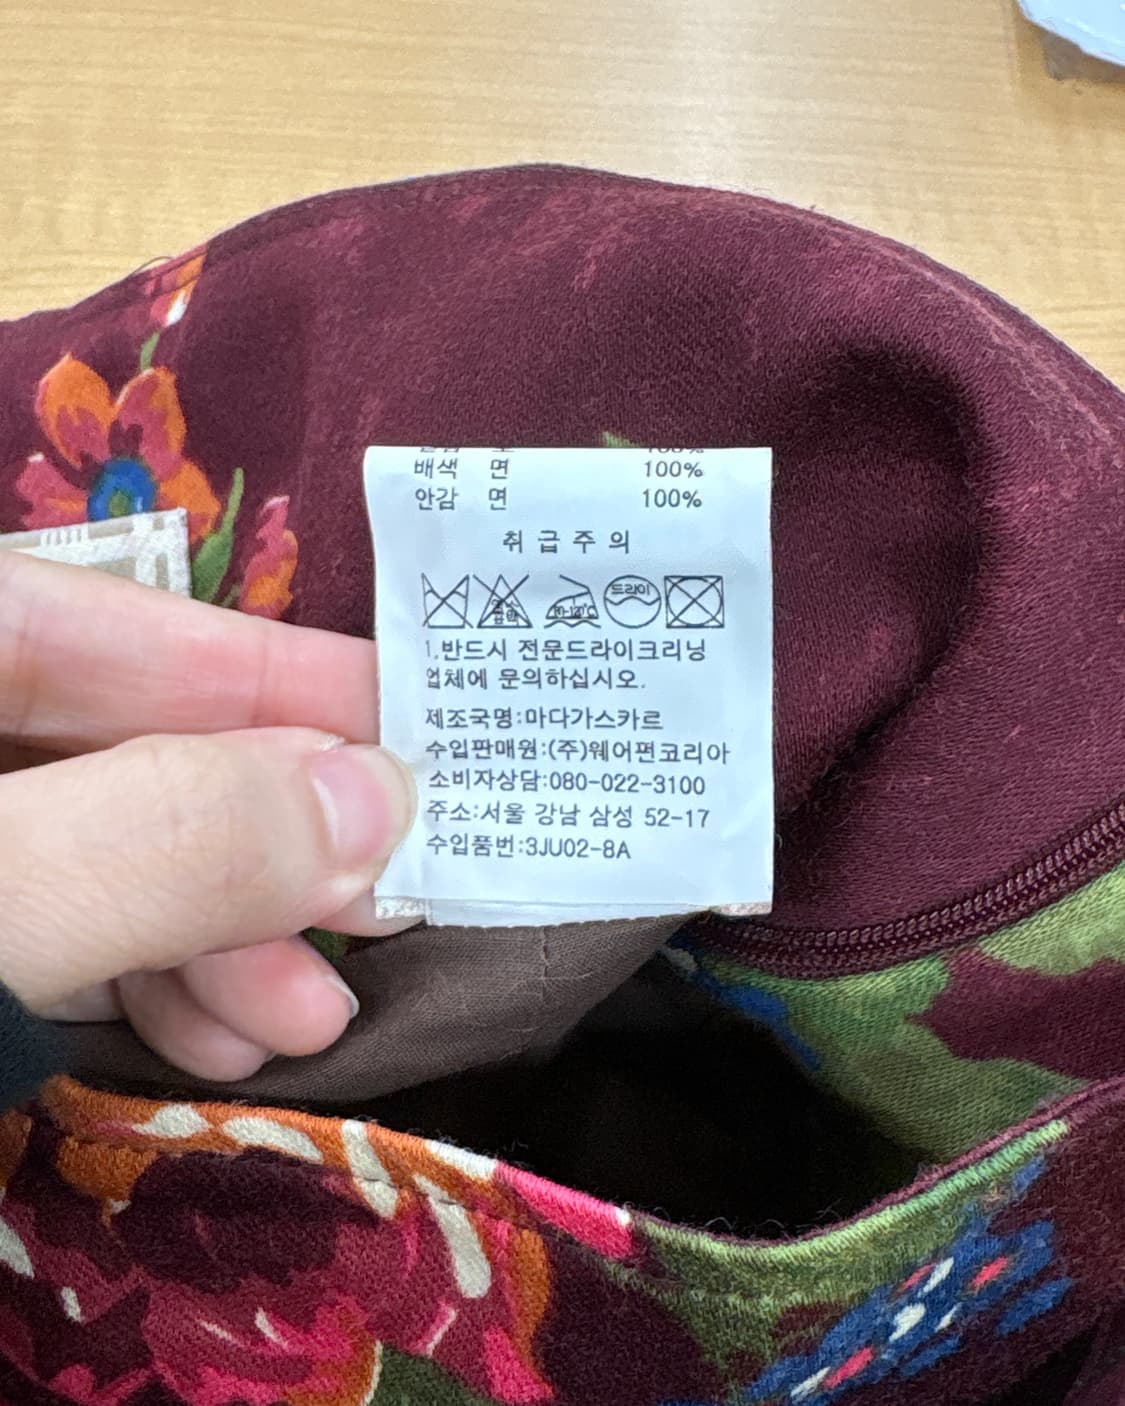 배색 면 100%
안감 면 100%
취급주의
드라이
1.반드시 전문드라이크리닝
업체에 문의하십시오.
제조국명:마다가스카르
수입판매원:(주)웨어펀코리아
소비자상담:080-022-3100
주소:서울 강남 삼성 52-17
수입품번:3JU02-8A